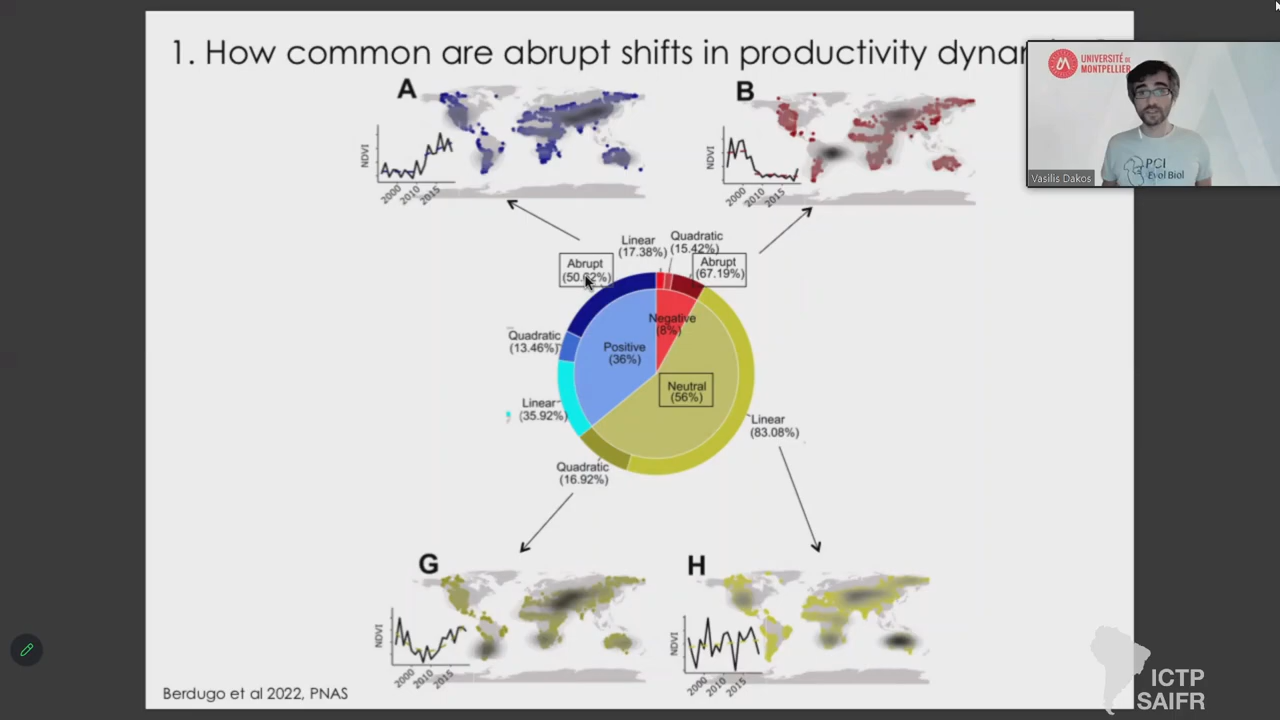 1. How common are abrupt shifts in productivity dynam
UNIVERSITÉ DE
MONTPELLIER
PCI
Evol Biol
Vasilis Dakos
A
NDVI
2000
2010
2015
B
NDVI
2000
2010
2015
Linear
(17.38%)
Quadratic
(15.42%)
Abrupt
(50.62%)
Abrupt
(67.19%)
Negative
(8%)
Quadratic
(13.46%)
Positive
(36%)
Neutral
(56%)
Linear
(35.92%)
Linear
(83.08%)
Quadratic
(16.92%)
G
NDVI
2000
2010
2015
H
NDVI
2000
2010
2015
Berdugo et al 2022, PNAS
ICTP
SAIFR